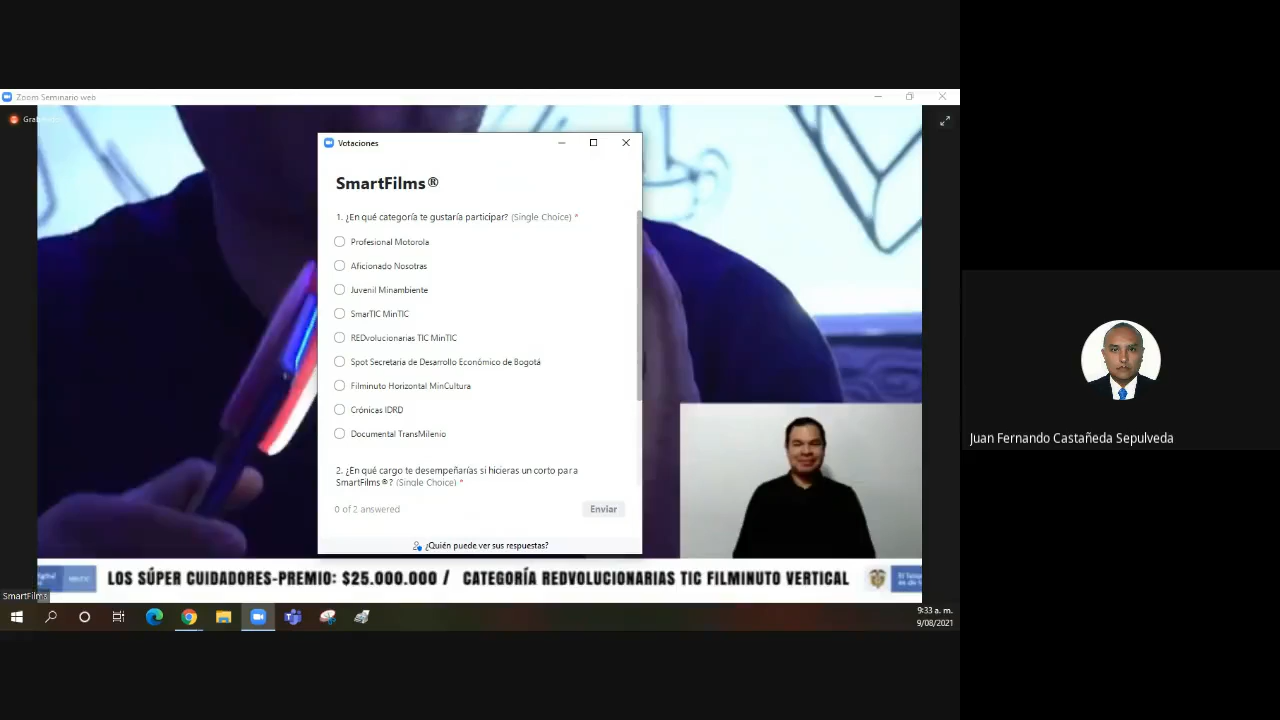 Zoom Seminario web
Votaciones
SmartFilms®
1. ¿En qué categoría te gustaría participar? (Single Choice) *
Profesional Motorola
Aficionado Nosotras
Juvenil Minambiente
SmarTIC MinTIC
REDvolucionarias TIC MinTIC
Spot Secretaria de Desarrollo Económico de Bogotá
Filminuto Horizontal MinCultura
Crónicas IDRD
Documental TransMilenio
2. ¿En qué cargo te desempeñarías si hicieras un corto para
SmartFilms®? (Single Choice) *
0 of 2 answered
Enviar
¿Quién puede ver sus respuestas?
Juan Fernando Castañeda Sepulveda
LOS SÚPER CUIDADORES-PREMIO: $25.000.000 / CATEGORÍA REDVOLUCIONARIAS TIC FILMINUTO VERTICAL
SmartFilms
9:33 a. m.
9/08/2021